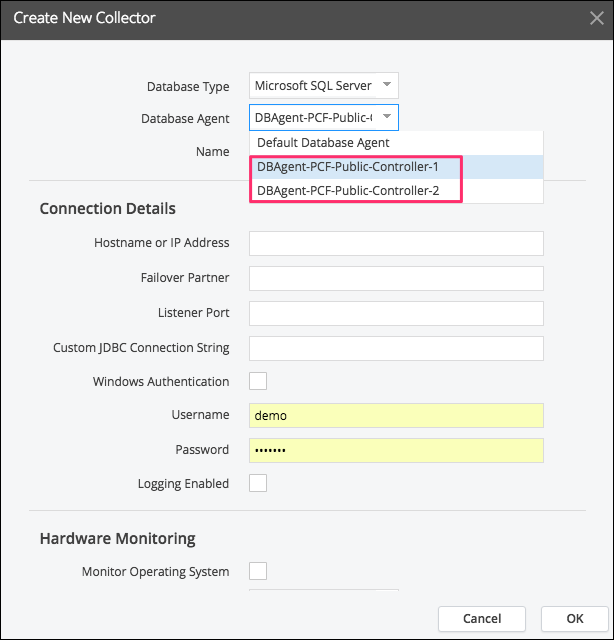 Create New Collector
Database Type Microsoft SQL Server
Database Agent DBAgent-PCF-Public-C
Default Database Agent
Name DBAgent-PCF-Public-Controller-1
DBAgent-PCF-Public-Controller-2
Connection Details
Hostname or IP Address
Failover Partner
Listener Port
Custom JDBC Connection String
Windows Authentication
Username demo
Password •••••••
Logging Enabled
Hardware Monitoring
Monitor Operating System
Cancel OK